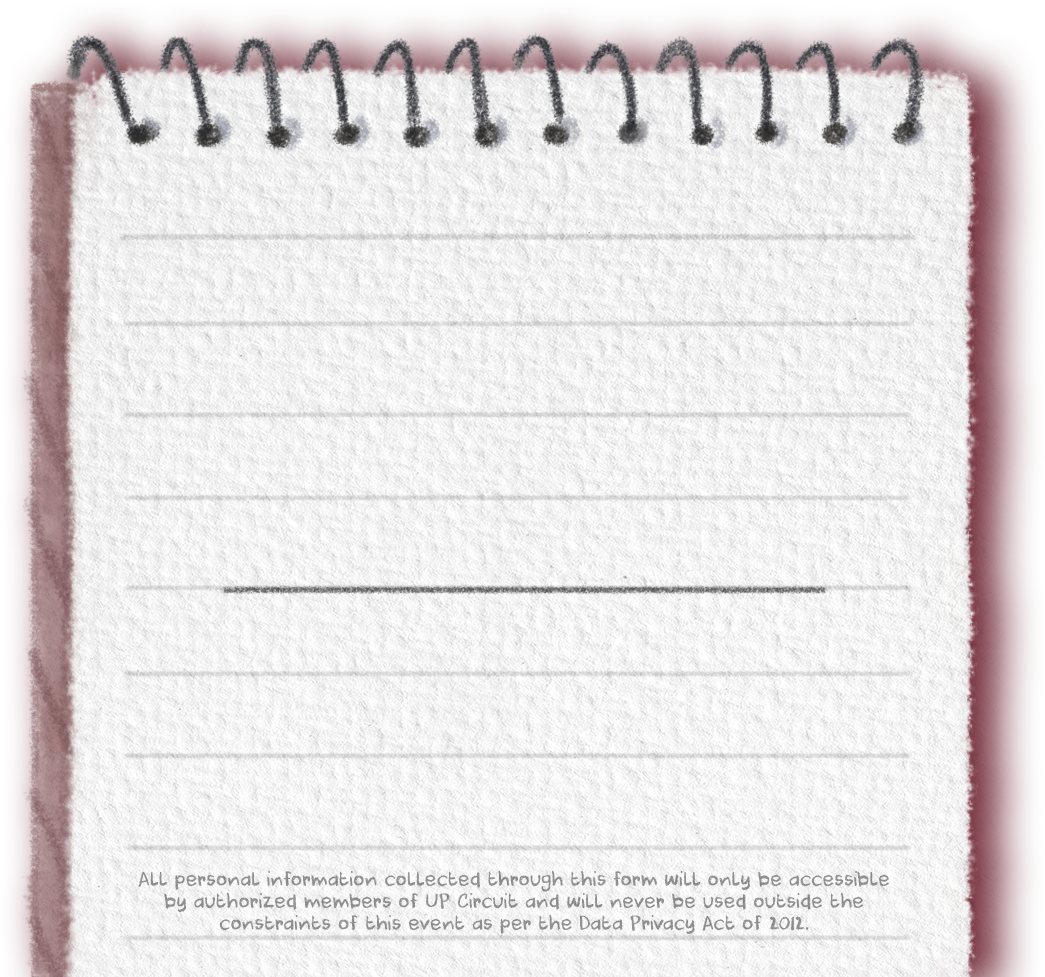 All personal information collected through this form will only be accessible
by authorized members of UP Circuit and will never be used outside the
constraints of this event as per the Data Privacy Act of 2012.